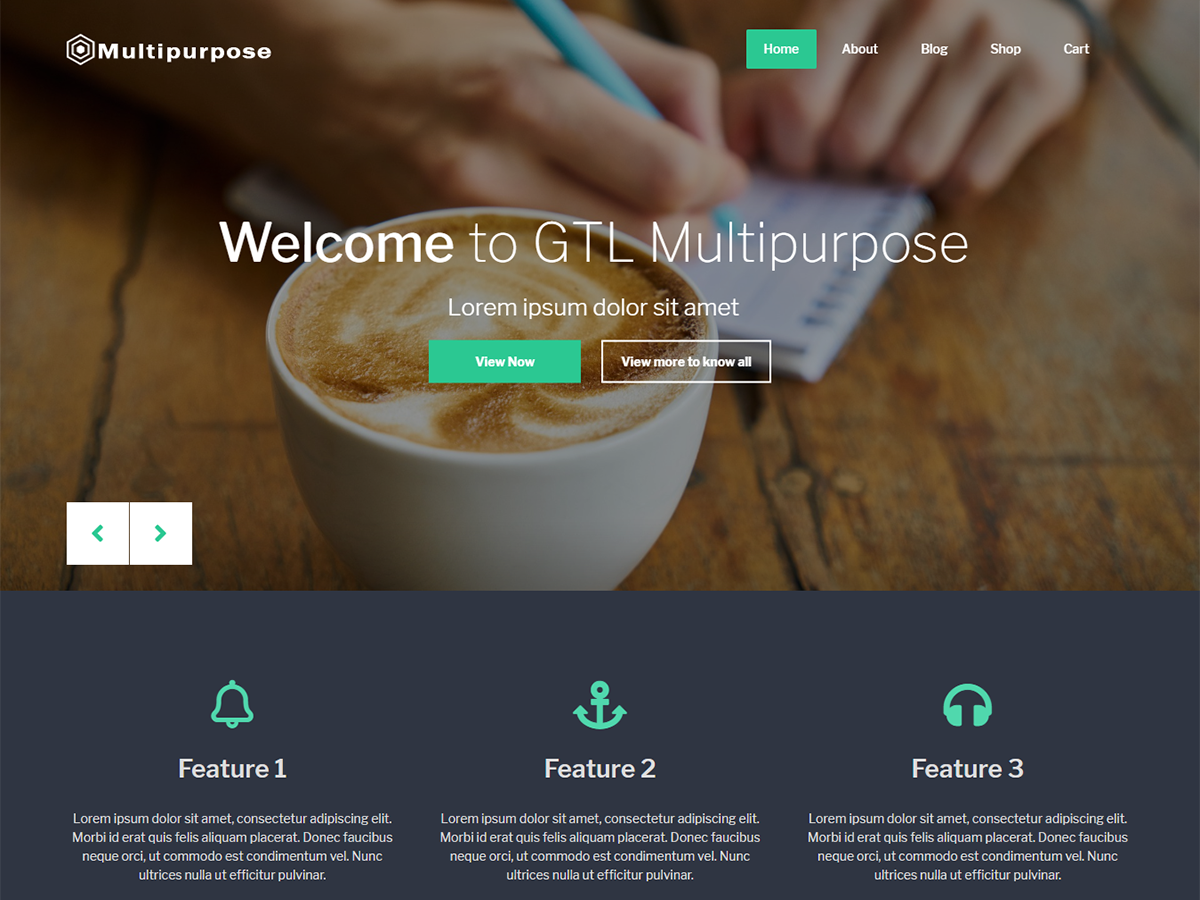 Multipurpose
Home About Blog Shop Cart
Welcome to GTL Multipurpose
Lorem ipsum dolor sit amet
View Now View more to know all
Feature 1
Lorem ipsum dolor sit amet, consectetur adipiscing elit.
Morbi id erat quis felis aliquam placerat. Donec faucibus
neque orci, ut commodo est condimentum vel. Nunc
ultrices nulla ut efficitur pulvinar.
Feature 2
Lorem ipsum dolor sit amet, consectetur adipiscing elit.
Morbi id erat quis felis aliquam placerat. Donec faucibus
neque orci, ut commodo est condimentum vel. Nunc
ultrices nulla ut efficitur pulvinar.
Feature 3
Lorem ipsum dolor sit amet, consectetur adipiscing elit.
Morbi id erat quis felis aliquam placerat. Donec faucibus
neque orci, ut commodo est condimentum vel. Nunc
ultrices nulla ut efficitur pulvinar.